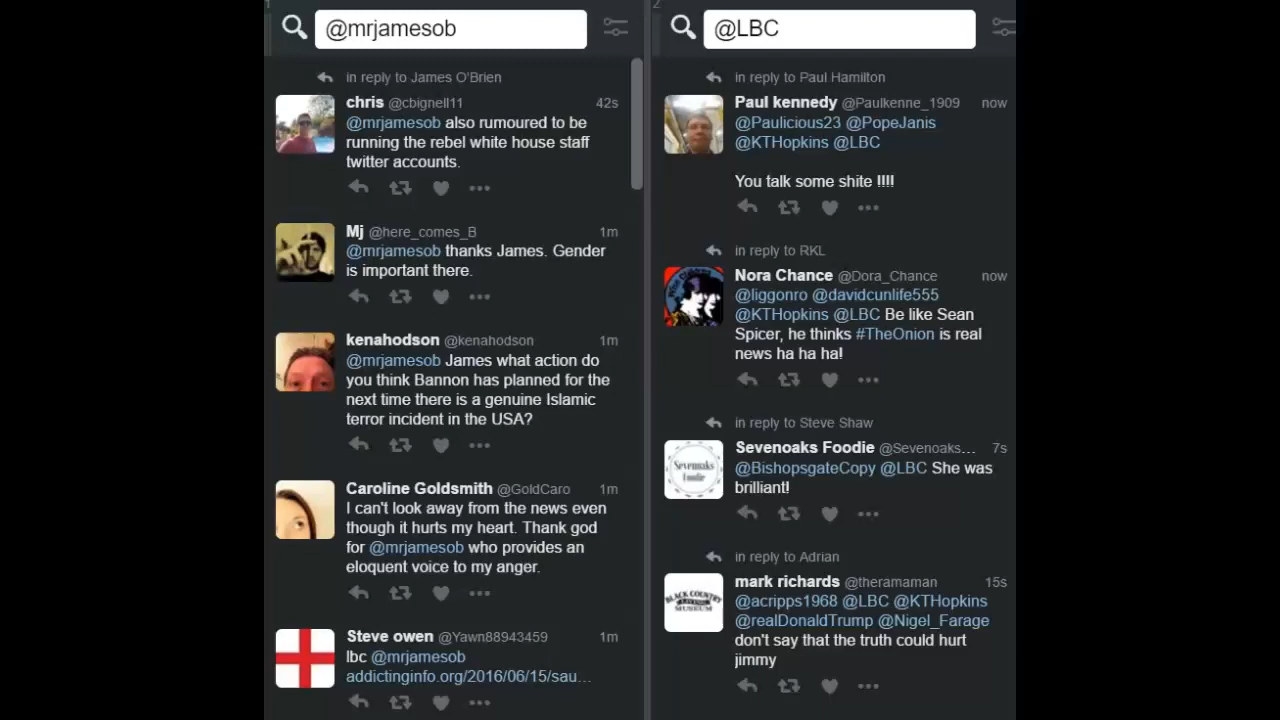 1
@mrjamesob
in reply to James O'Brien
chris @cbignell11 42s
@mrjamesob also rumoured to be
running the rebel white house staff
twitter accounts.
Mj @here_comes_B 1m
@mrjamesob thanks James. Gender
is important there.
kenahodson @kenahodson 1m
@mrjamesob James what action do
you think Bannon has planned for the
next time there is a genuine Islamic
terror incident in the USA?
Caroline Goldsmith @GoldCaro 1m
I can't look away from the news even
though it hurts my heart. Thank god
for @mrjamesob who provides an
eloquent voice to my anger.
Steve owen @Yawn88943459 1m
lbc @mrjamesob
addictinginfo.org/2016/06/15/sau...
2
@LBC
in reply to Paul Hamilton
Paul kennedy @Paulkenne_1909 now
@Paulicious23 @PopeJanis
@KTHopkins @LBC
You talk some shite !!!!
in reply to RKL
Nora Chance @Dora_Chance now
@liggonro @davidcunlife555
@KTHopkins @LBC Be like Sean
Spicer, he thinks #TheOnion is real
news ha ha ha!
in reply to Steve Shaw
Sevenoaks Foodie @Sevenoaks... 7s
@BishopsgateCopy @LBC She was
brilliant!
Sevenoaks
Foodie
in reply to Adrian
mark richards @theramaman 15s
@acripps1968 @LBC @KTHopkins
@realDonaldTrump @Nigel_Farage
don't say that the truth could hurt
jimmy
BLACK COUNTRY
LIVING
MUSEUM